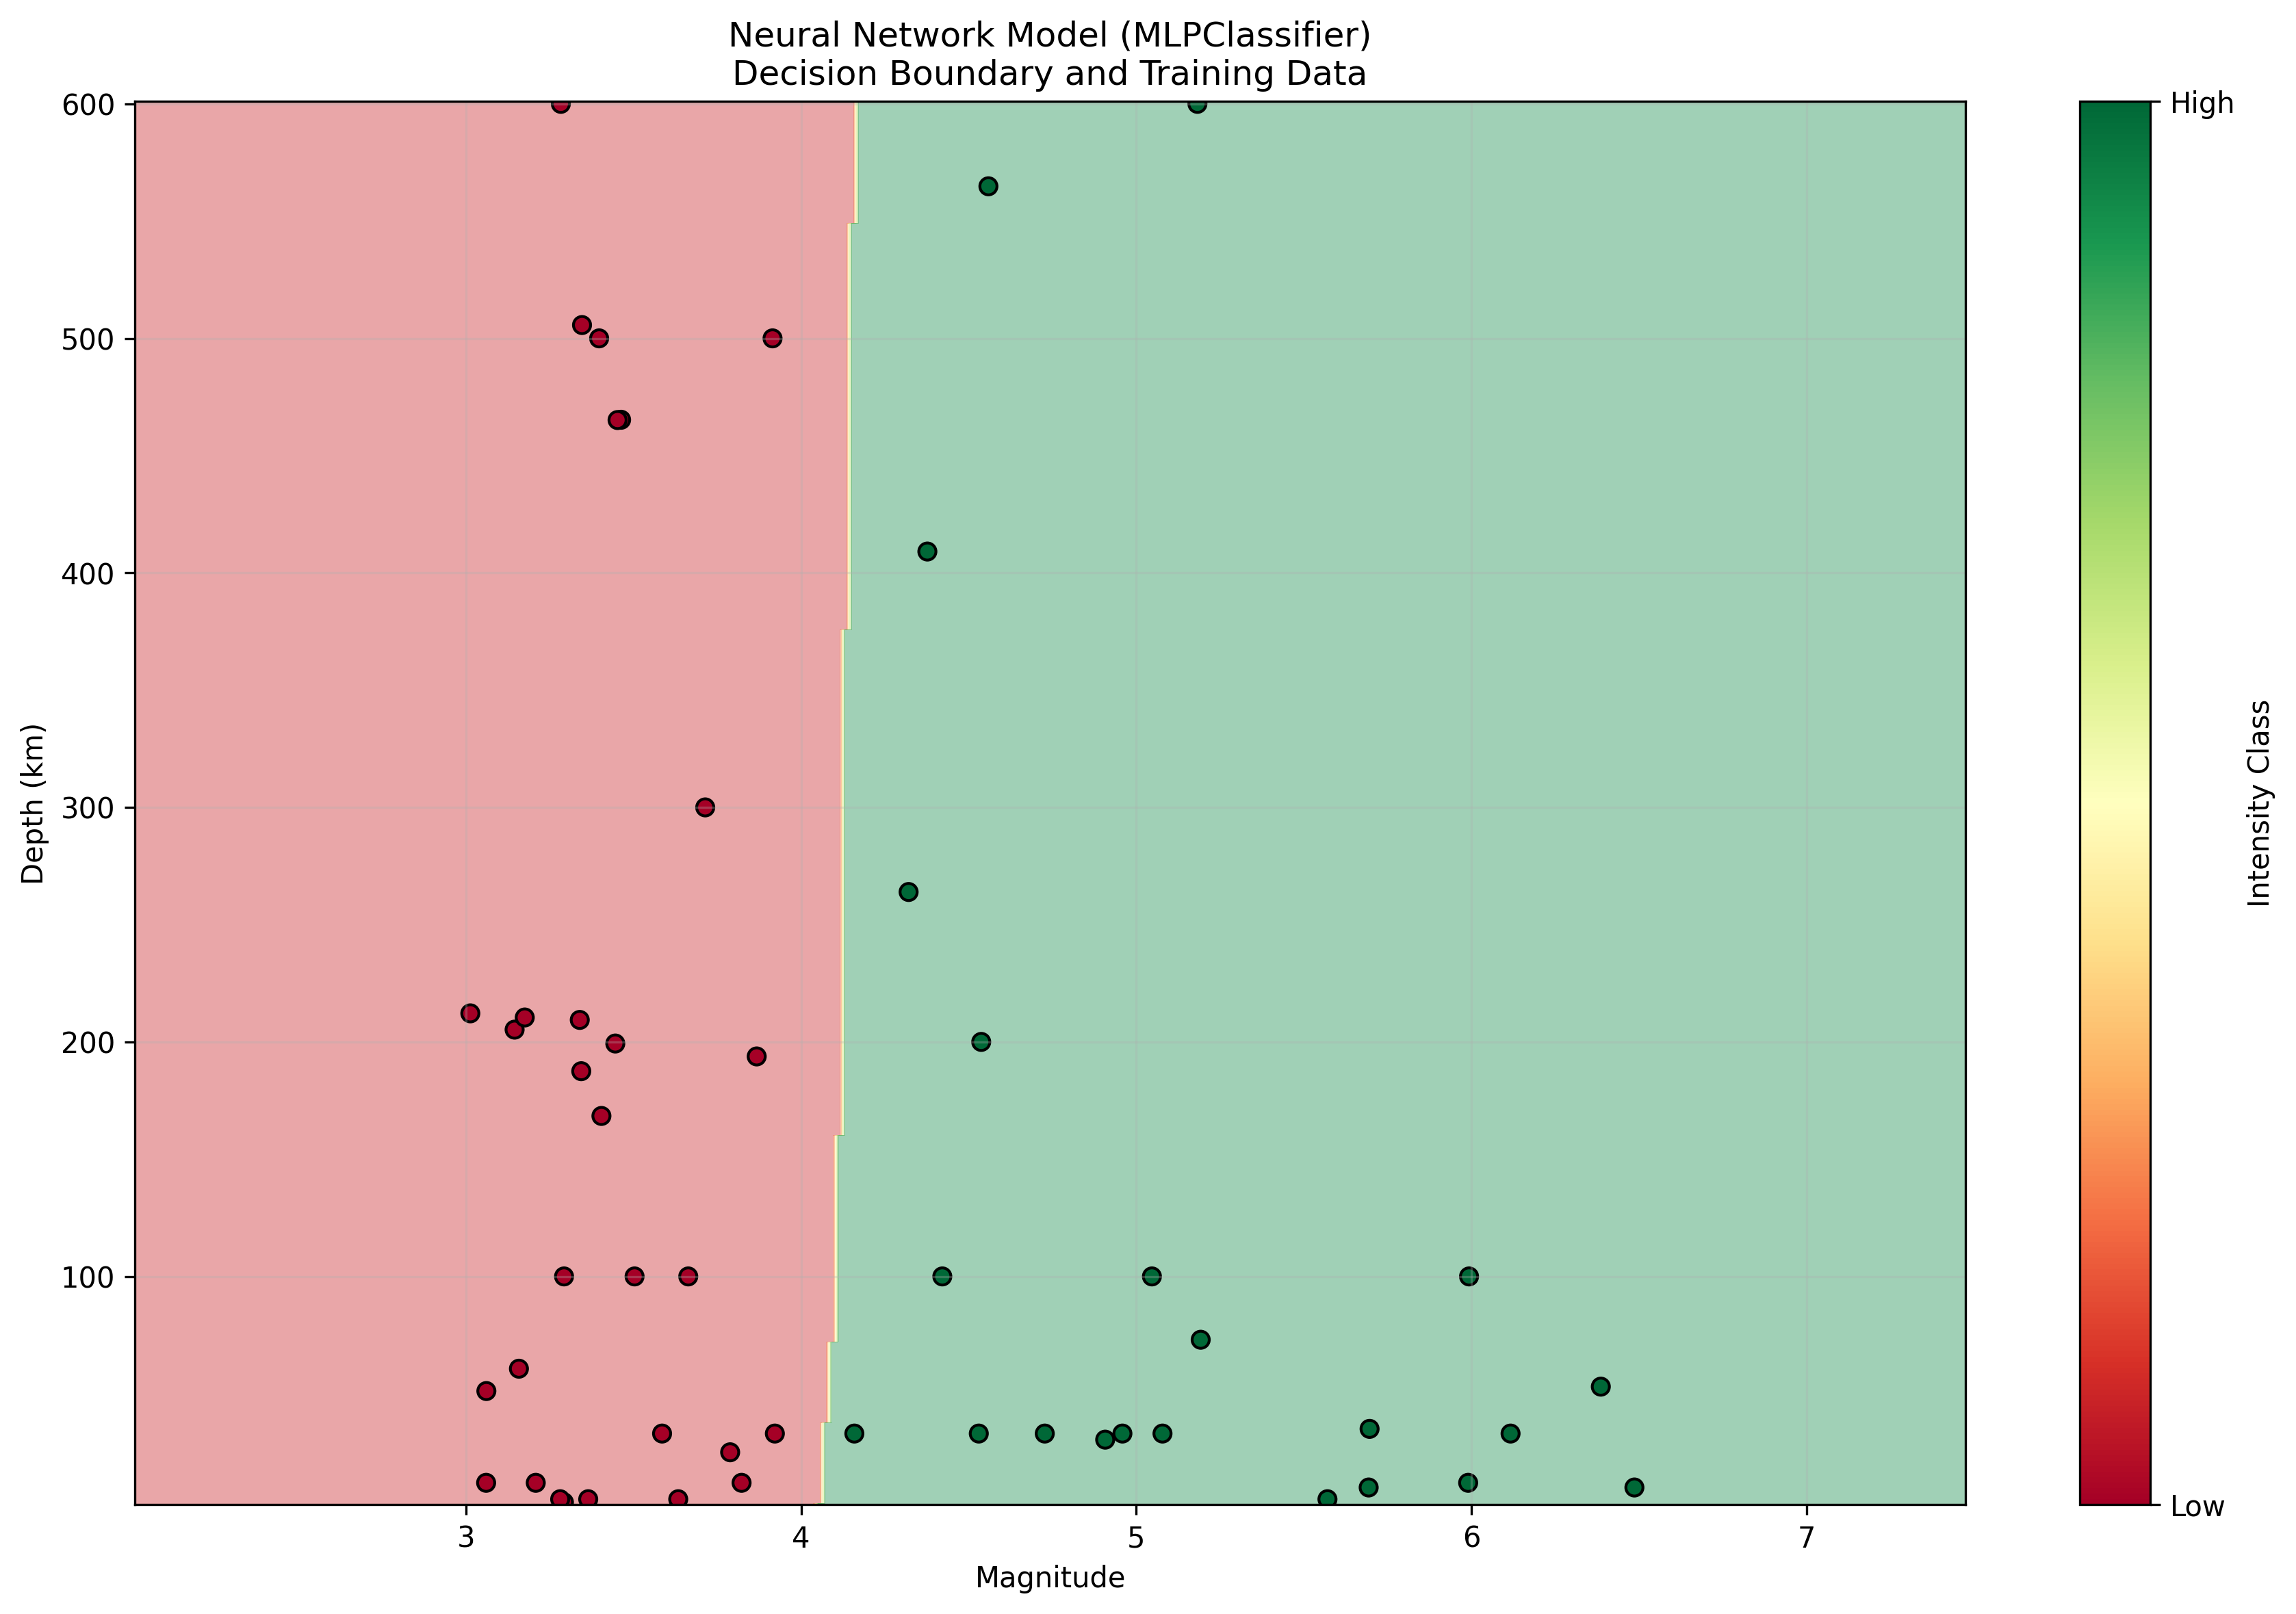 Neural Network Model (MLPClassifier)
Decision Boundary and Training Data
600
500
400
300
200
100
Depth (km)
3
4
5
6
7
Magnitude
High
Low
Intensity Class